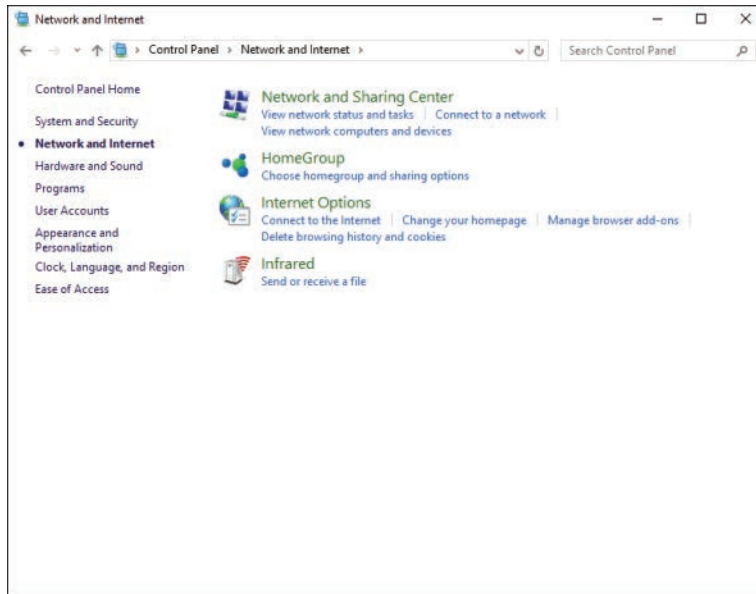 Network and Internet
Control Panel > Network and Internet >
Search Control Panel
Control Panel Home
System and Security
Network and Internet
Hardware and Sound
Programs
User Accounts
Appearance and
Personalization
Clock, Language, and Region
Ease of Access
Network and Sharing Center
View network status and tasks | Connect to a network |
View network computers and devices
HomeGroup
Choose homegroup and sharing options
Internet Options
Connect to the Internet | Change your homepage | Manage browser add-ons |
Delete browsing history and cookies
Infrared
Send or receive a file